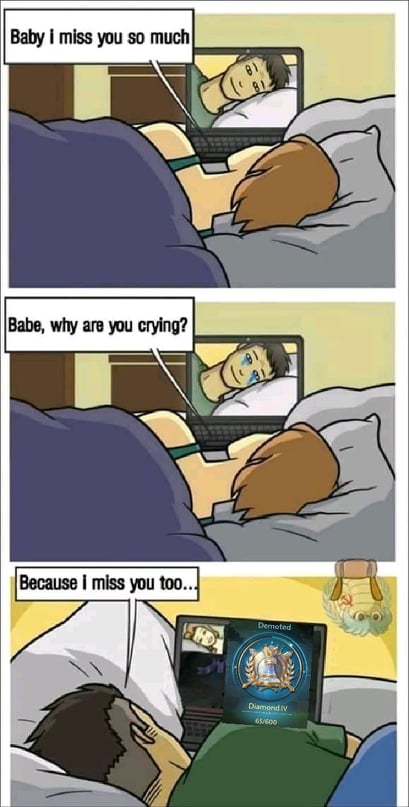 Baby i miss you so much
Babe, why are you crying?
Because i miss you too...
Demoted
Diamond IV
65/600